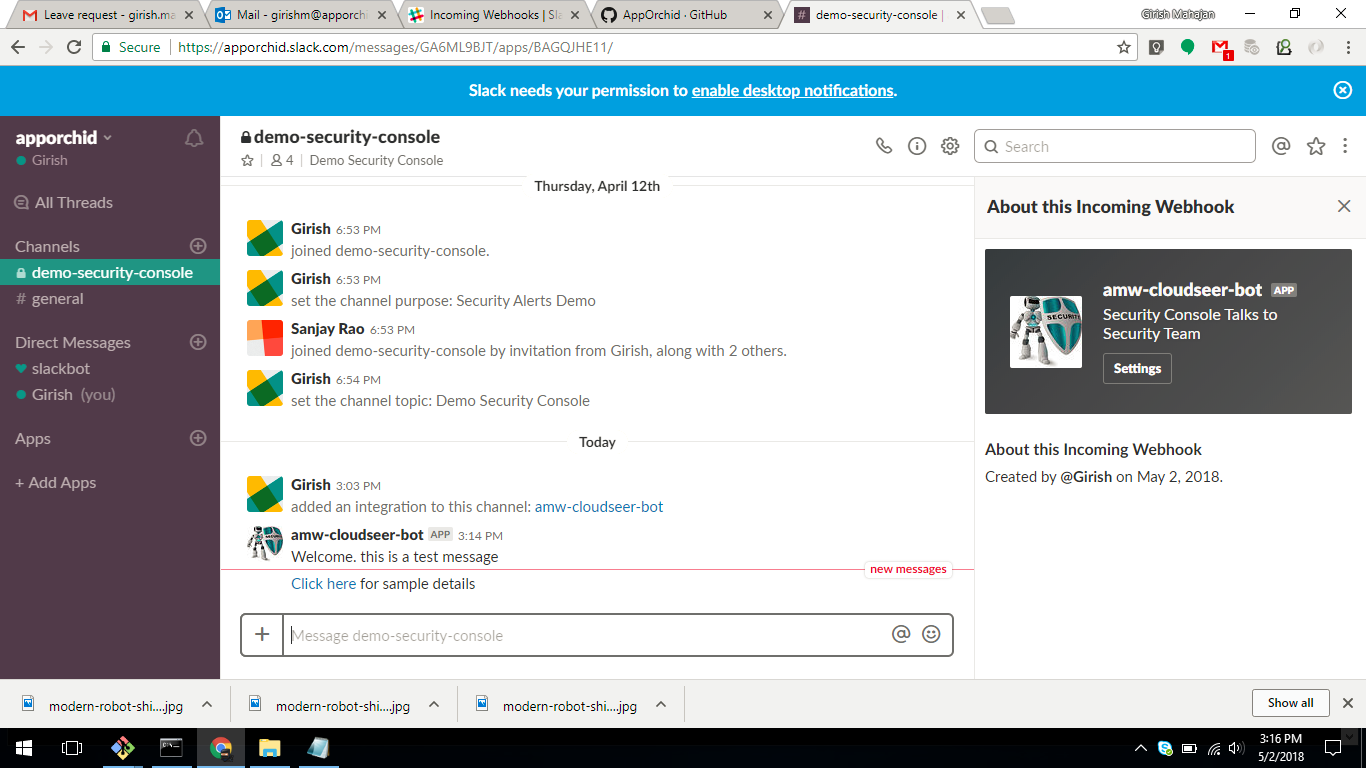 Leave request - girish.ma
Mail - girishm@apporchi
Incoming Webhooks | Sla
AppOrchid · GitHub
demo-security-console |
Girish Mahajan
Secure
https://apporchid.slack.com/messages/GA6ML9BJT/apps/BAGQJHE11/
1
Slack needs your permission to enable desktop notifications.
apporchid
Girish
All Threads
Channels
demo-security-console
# general
Direct Messages
slackbot
Girish (you)
Apps
+ Add Apps
demo-security-console
4
Demo Security Console
Search
Thursday, April 12th
Girish 6:53 PM
joined demo-security-console.
Girish 6:53 PM
set the channel purpose: Security Alerts Demo
Sanjay Rao 6:53 PM
joined demo-security-console by invitation from Girish, along with 2 others.
Girish 6:54 PM
set the channel topic: Demo Security Console
Today
Girish 3:03 PM
added an integration to this channel: amw-cloudseer-bot
amw-cloudseer-bot APP 3:14 PM
Welcome. this is a test message
new messages
Click here for sample details
Message demo-security-console
About this Incoming Webhook
SECURITY
amw-cloudseer-bot APP
Security Console Talks to
Security Team
Settings
About this Incoming Webhook
Created by @Girish on May 2, 2018.
modern-robot-shi....jpg
modern-robot-shi....jpg
modern-robot-shi....jpg
Show all
3:16 PM
5/2/2018